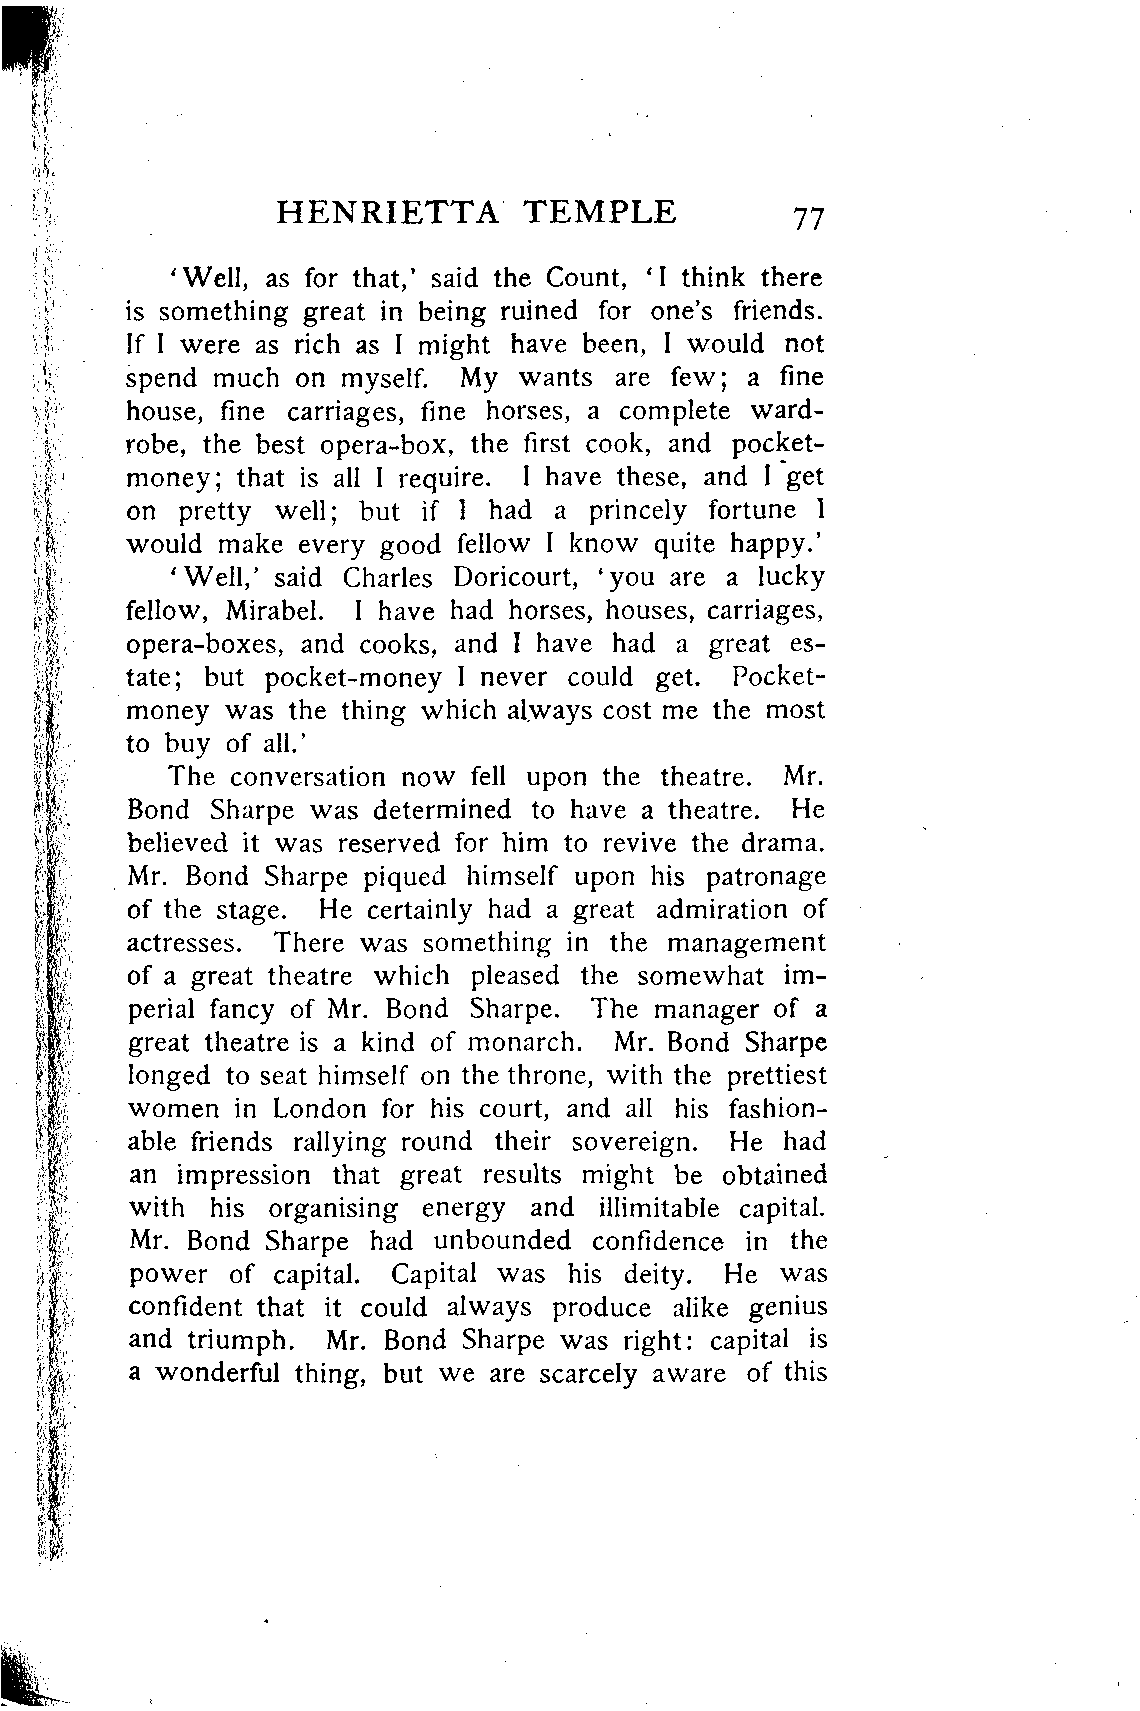 HENRIETTA TEMPLE 77
‘Well, as for that,’ said the Count, ‘I think there
is something great in being ruined for one’s friends.
If I were as rich as I might have been, I would not
spend much on myself. My wants are few; a fine
house, fine carriages, fine horses, a complete ward-
robe, the best opera-box, the first cook, and pocket-
money; that is all I require. I have these, and I get
on pretty well; but if I had a princely fortune I
would make every good fellow I know quite happy.’
‘Well,’ said Charles Doricourt, ‘you are a lucky
fellow, Mirabel. I have had horses, houses, carriages,
opera-boxes, and cooks, and I have had a great es-
tate; but pocket-money I never could get. Pocket-
money was the thing which always cost me the most
to buy of all.’
The conversation now fell upon the theatre. Mr.
Bond Sharpe was determined to have a theatre. He
believed it was reserved for him to revive the drama.
Mr. Bond Sharpe piqued himself upon his patronage
of the stage. He certainly had a great admiration of
actresses. There was something in the management
of a great theatre which pleased the somewhat im-
perial fancy of Mr. Bond Sharpe. The manager of a
great theatre is a kind of monarch. Mr. Bond Sharpe
longed to seat himself on the throne, with the prettiest
women in London for his court, and all his fashion-
able friends rallying round their sovereign. He had
an impression that great results might be obtained
with his organising energy and illimitable capital.
Mr. Bond Sharpe had unbounded confidence in the
power of capital. Capital was his deity. He was
confident that it could always produce alike genius
and triumph. Mr. Bond Sharpe was right: capital is
a wonderful thing, but we are scarcely aware of this